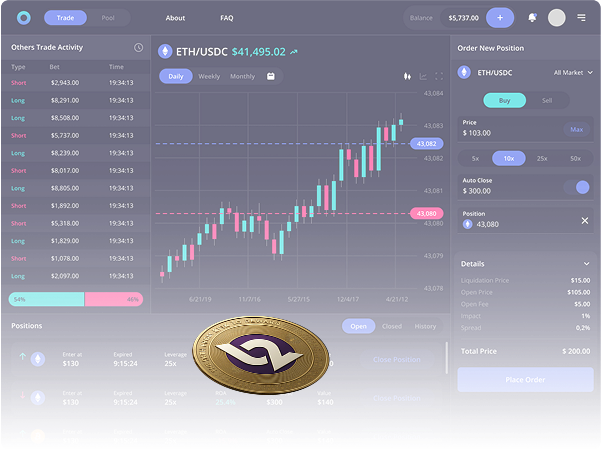 Trade Pool About FAQ Balance $5,737.00 +
Others Trade Activity
Type Bet Time
Short $2,943.00 19:34:13
Long $8,291.00 19:34:13
Long $8,508.00 19:34:13
Short $5,737.00 19:34:13
Long $8,239.00 19:34:13
Short $8,017.00 19:34:13
Long $8,805.00 19:34:13
Short $1,892.00 19:34:13
Short $5,318.00 19:34:13
Long $1,829.00 19:34:13
Short $1,078.00 19:34:13
Long $2,097.00 19:34:13
54% 46%
ETH/USDC $41,495.02
Daily Weekly Monthly
43,084
43,083
43,082
43,082
43,081
43,080
43,079
43,078
6/21/19 11/7/16 5/27/15 12/4/17 4/21/12
Order New Position
ETH/USDC All Market
Buy Sell
Price
$ 103.00 Max
5x 10x 25x 50x
Auto Close
$ 300.00
Position
43,080
Details
Liquidation Price $15.00
Open Price $105.00
Open Fee $5.00
Impact 1%
Spread 0,2%
Total Price $ 200.00
Place Order
Positions Open Closed History
Enter at Expired Leverage
$130 9:15:24 25x Close Position
Enter at Expired Leverage ROA Value
$130 9:15:24 25x 25.4% $300 $140 Close Position